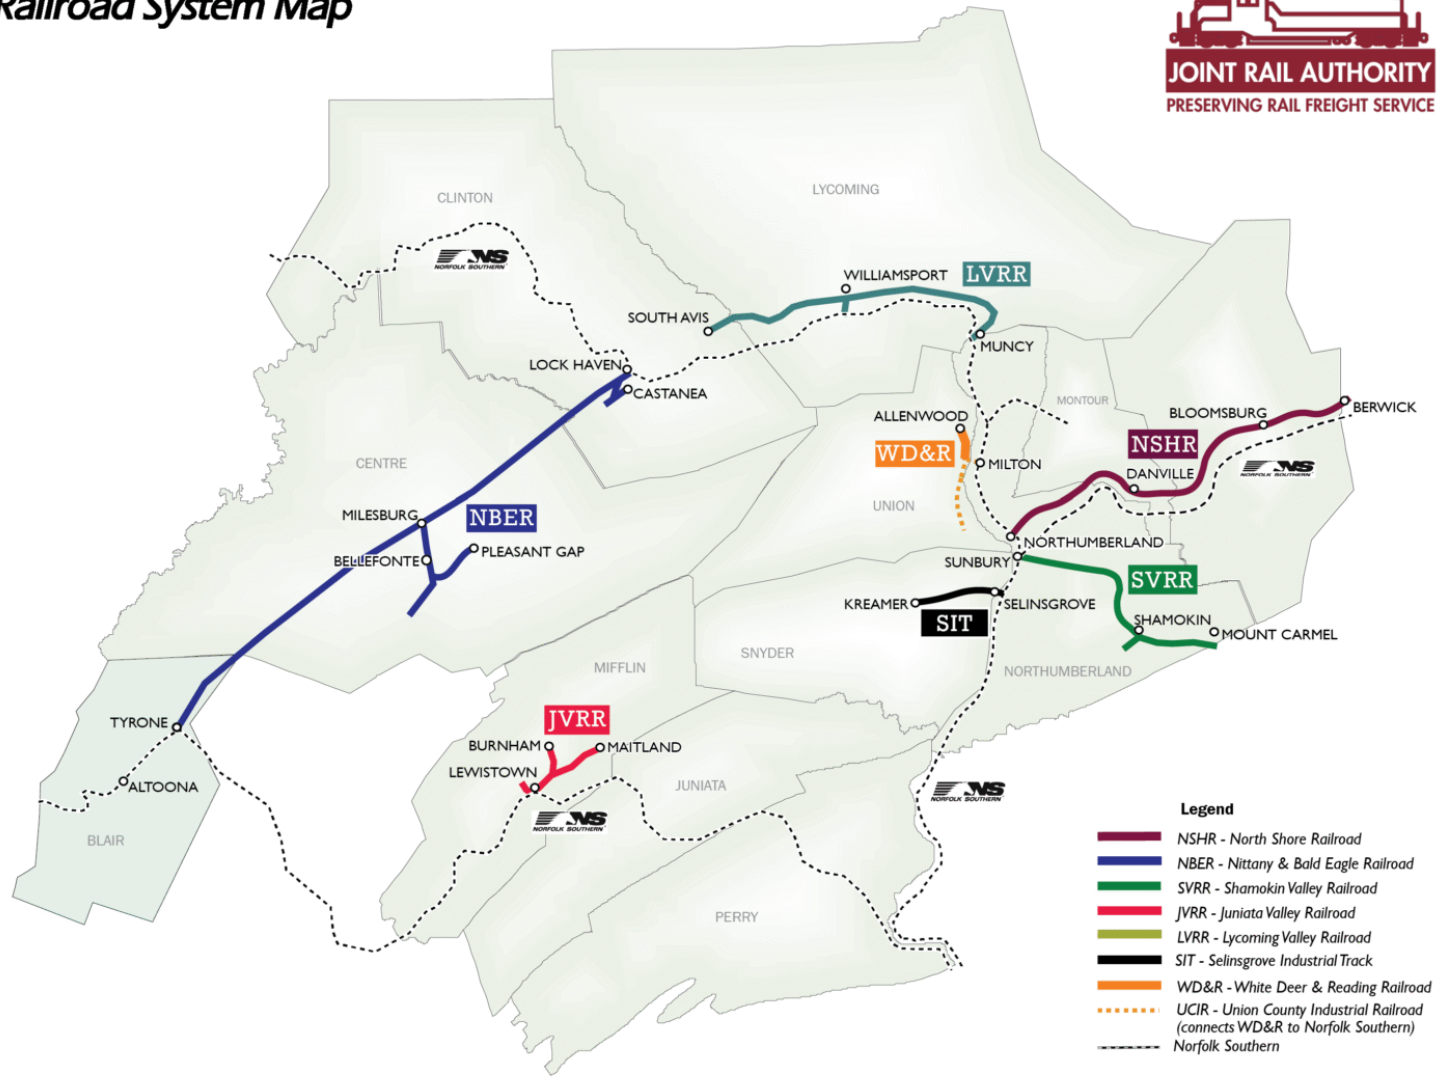 Railroad System Map
JOINT RAIL AUTHORITY
PRESERVING RAIL FREIGHT SERVICE
CLINTON
LYCOMING
NS
NORFOLK SOUTHERN
WILLIAMSPORT
LVRR
SOUTH AVIS
MUNCY
LOCK HAVEN
CASTANEA
MONTOUR
ALLENWOOD
BLOOMSBURG
BERWICK
WD&R
NSHR
CENTRE
MILTON
NS
NORFOLK SOUTHERN
DANVILLE
UNION
MILESBURG
NBER
NORTHUMBERLAND
PLEASANT GAP
BELLEFONTE
SUNBURY
SVRR
KREAMER
SELINSGROVE
SIT
SHAMOKIN
MOUNT CARMEL
SNYDER
MIFFLIN
NORTHUMBERLAND
JVRR
TYRONE
BURNHAM
MAITLAND
LEWISTOWN
ALTOONA
JUNIATA
NS
NORFOLK SOUTHERN
NS
NORFOLK SOUTHERN
BLAIR
PERRY
Legend
NSHR - North Shore Railroad
NBER - Nittany & Bald Eagle Railroad
SVRR - Shamokin Valley Railroad
JVRR - Juniata Valley Railroad
LVRR - Lycoming Valley Railroad
SIT - Selinsgrove Industrial Track
WD&R - White Deer & Reading Railroad
UCIR - Union County Industrial Railroad
(connects WD&R to Norfolk Southern)
Norfolk Southern